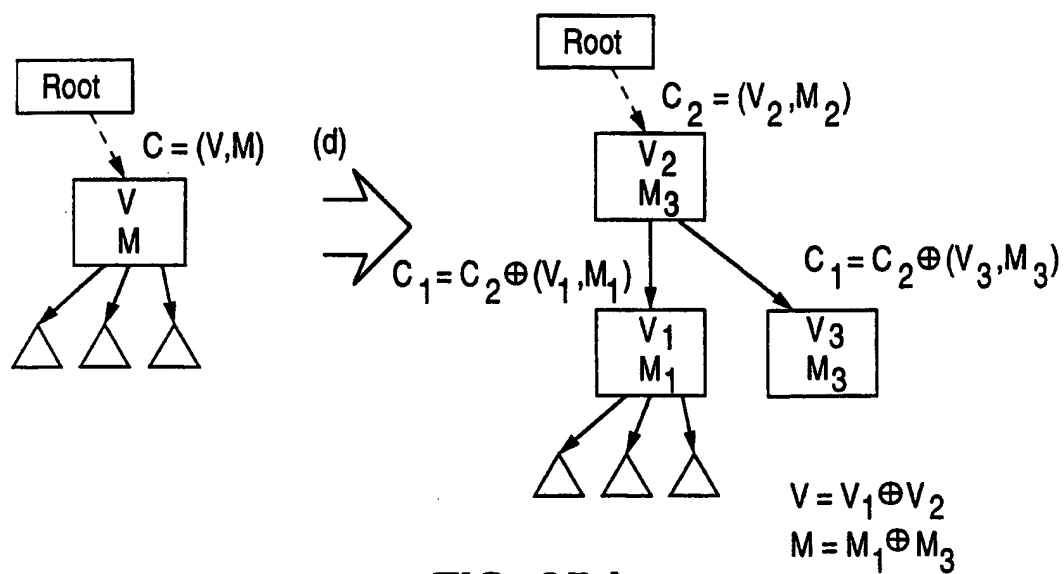 Root
C = (V,M)
V
M
(d)
Root
C2 = (V2,M2)
V2
M3
C1 = C2 ⊕ (V1,M1)
C1 = C2 ⊕ (V3,M3)
V1
M1
V3
M3
V = V1 ⊕ V2
M = M1 ⊕ M3